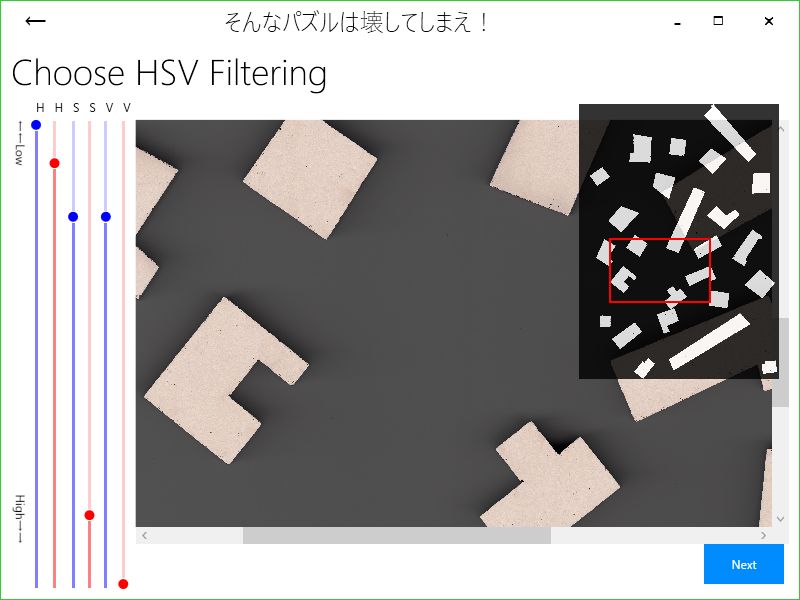 そんなパズルは壊してしまえ！
Choose HSV Filtering
H H S S V V
←─Low
High─→
Next